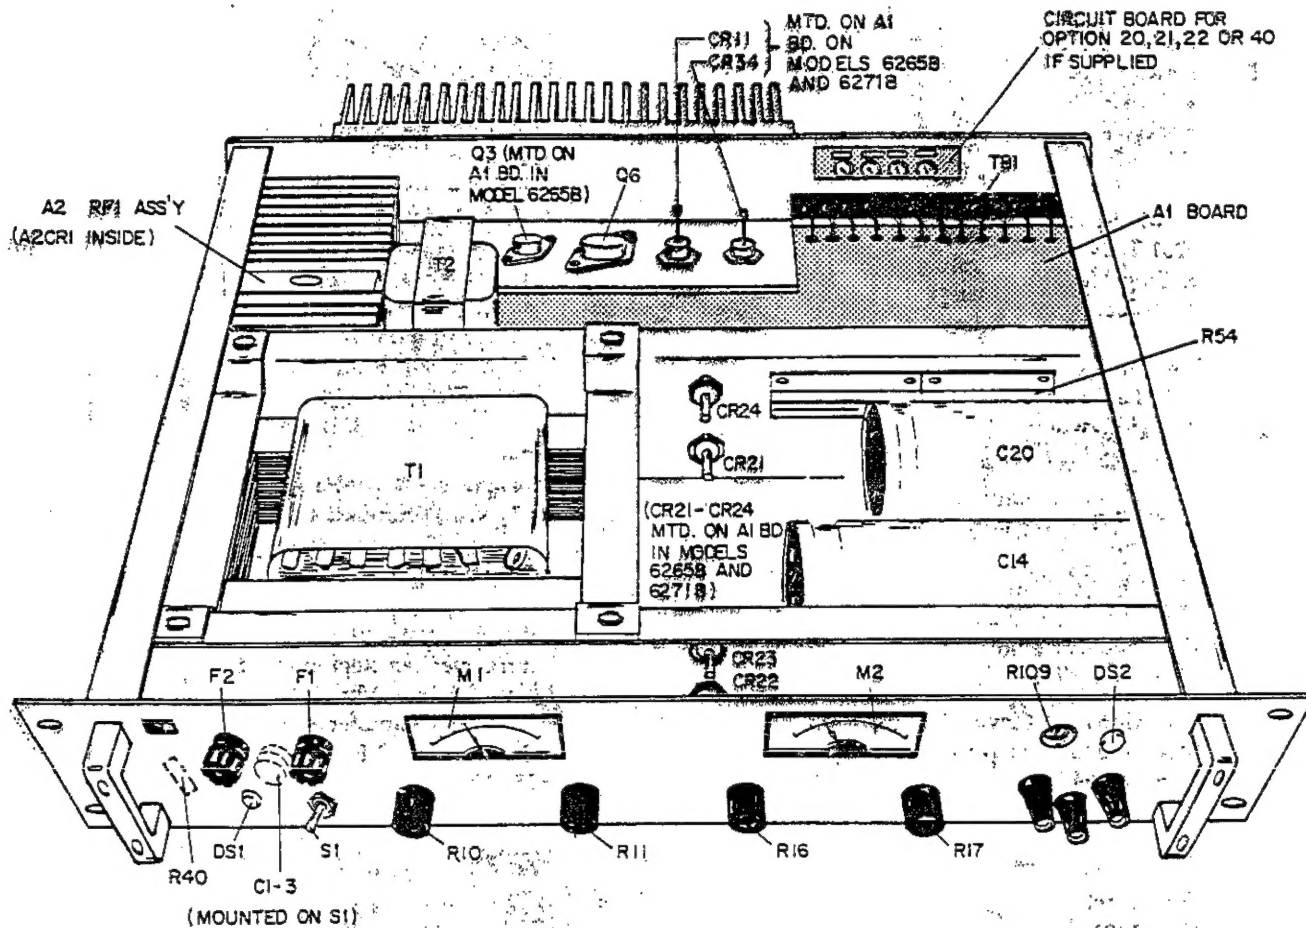 CR11
CR34
MTD. ON A1
BD. ON
MODELS 6265B
AND 6271B
CIRCUIT BOARD FOR
OPTION 20,21,22 OR 40
IF SUPPLIED
Q3 (MTD ON
A1 BD. IN
MODEL 6265B)
Q6
TB1
A2 RFI ASS'Y
(A2CR1 INSIDE)
A1 BOARD
T2
R54
CR24
CR21
C20
T1
(CR21-CR24
MTD. ON A1 BD
IN MODELS
6265B AND
6271B)
C14
CR23
CR22
F2
F1
M1
M2
R109
DS2
R40
DS1
S1
R10
R11
R16
R17
C1-3
(MOUNTED ON S1)